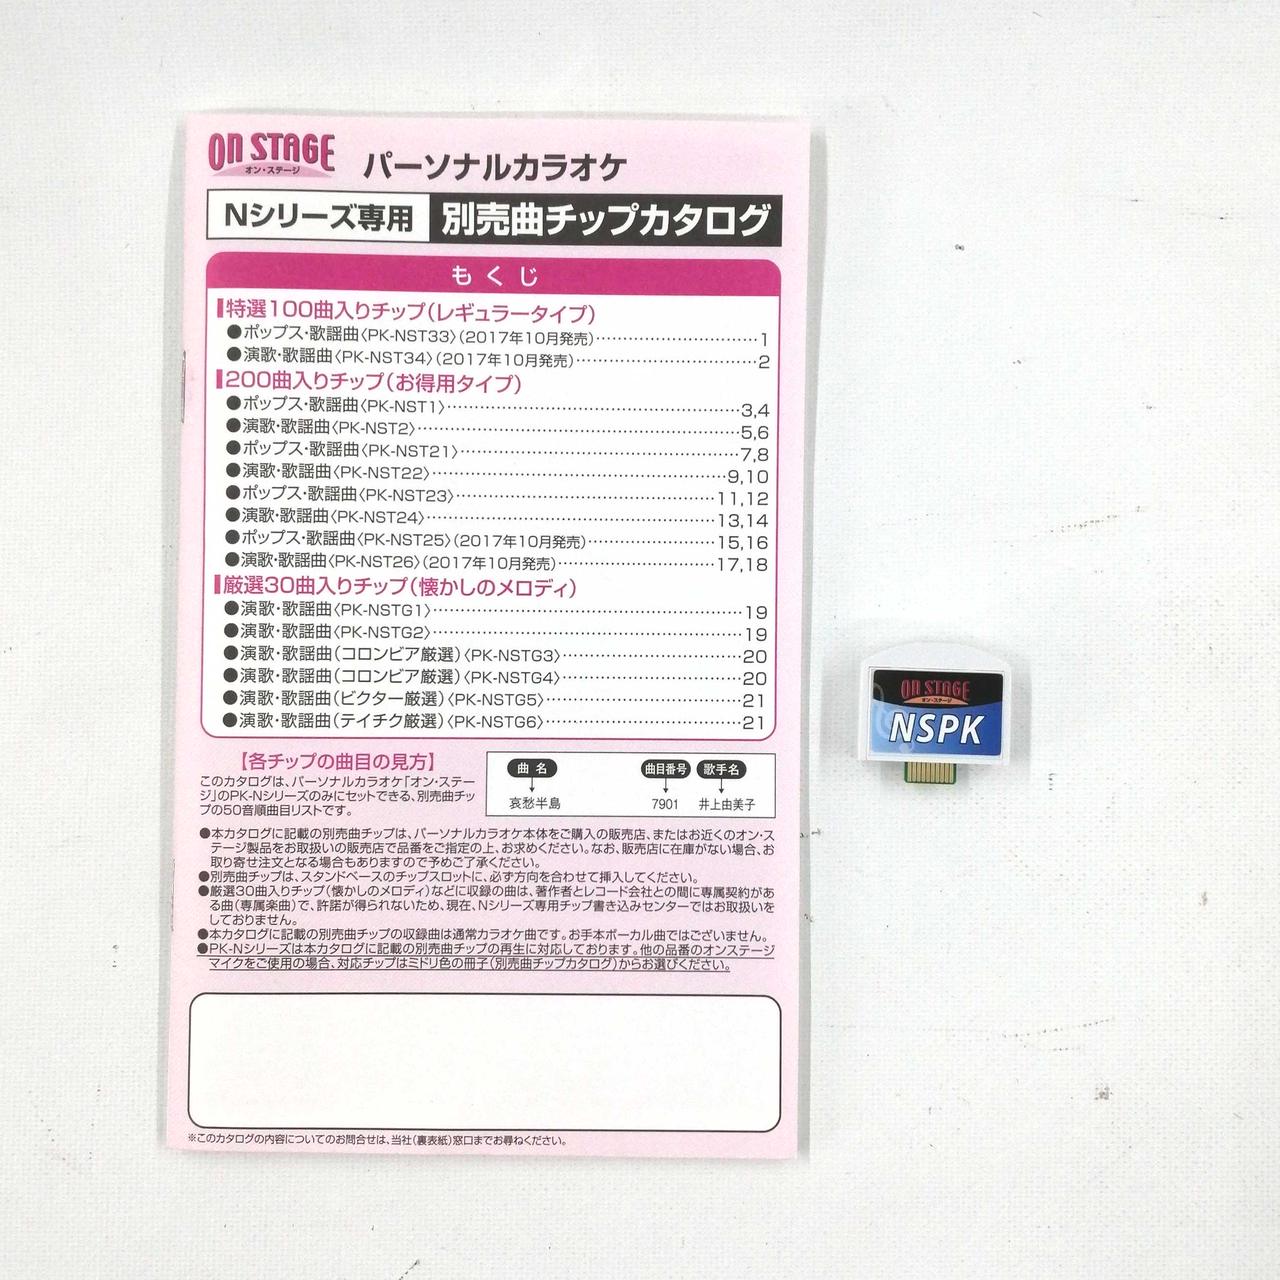 ON STAGE
オン・ステージ
パーソナルカラオケ
Nシリーズ専用 別売曲チップカタログ
もくじ
特選100曲入りチップ(レギュラータイプ)
●ポップス・歌謡曲〈PK-NST33〉(2017年10月発売)……1
●演歌・歌謡曲〈PK-NST34〉(2017年10月発売)……2
200曲入りチップ(お得用タイプ)
●ポップス・歌謡曲〈PK-NST1〉……3,4
●演歌・歌謡曲〈PK-NST2〉……5,6
●ポップス・歌謡曲〈PK-NST21〉……7,8
●演歌・歌謡曲〈PK-NST22〉……9,10
●ポップス・歌謡曲〈PK-NST23〉……11,12
●演歌・歌謡曲〈PK-NST24〉……13,14
●ポップス・歌謡曲〈PK-NST25〉(2017年10月発売)……15,16
●演歌・歌謡曲〈PK-NST26〉(2017年10月発売)……17,18
厳選30曲入りチップ(懐かしのメロディ)
●演歌・歌謡曲〈PK-NSTG1〉……19
●演歌・歌謡曲〈PK-NSTG2〉……19
●演歌・歌謡曲(コロンビア厳選)〈PK-NSTG3〉……20
●演歌・歌謡曲(コロンビア厳選)〈PK-NSTG4〉……20
●演歌・歌謡曲(ビクター厳選)〈PK-NSTG5〉……21
●演歌・歌謡曲(テイチク厳選)〈PK-NSTG6〉……21
【各チップの曲目の見方】
このカタログは、パーソナルカラオケ「オン・ステー
ジ」のPK-Nシリーズのみにセットできる、別売曲チッ
プの50音順曲目リストです。
曲名 曲目番号 歌手名
哀愁半島 7901 井上由美子
●本カタログに記載の別売曲チップは、パーソナルカラオケ本体をご購入の販売店、またはお近くのオン・ス
テージ製品をお取扱いの販売店で品番をご指定の上、お求めください。なお、販売店に在庫がない場合、お
取り寄せ注文となる場合もありますので予めご了承ください。
●別売曲チップは、スタンドベースのチップスロットに、必ず方向を合わせて挿入してください。
●厳選30曲入りチップ(懐かしのメロディ)などに収録の曲は、著作者とレコード会社との間に専属契約があ
る曲(専属楽曲)で、許諾が得られないため、現在、Nシリーズ専用チップ書き込みセンターではお取扱いを
しておりません。
●本カタログに記載の別売曲チップの収録曲は通常カラオケ曲です。お手本ボーカル曲ではございません。
●PK-Nシリーズは本カタログに記載の別売曲チップの再生に対応しております。他の品番のオンステージ
マイクをご使用の場合、対応チップはミドリ色の冊子(別売曲チップカタログ)からお選びください。
※このカタログの内容についてのお問合せは、当社(裏表紙)窓口までお尋ねください。
ON STAGE
オン・ステージ
NSPK